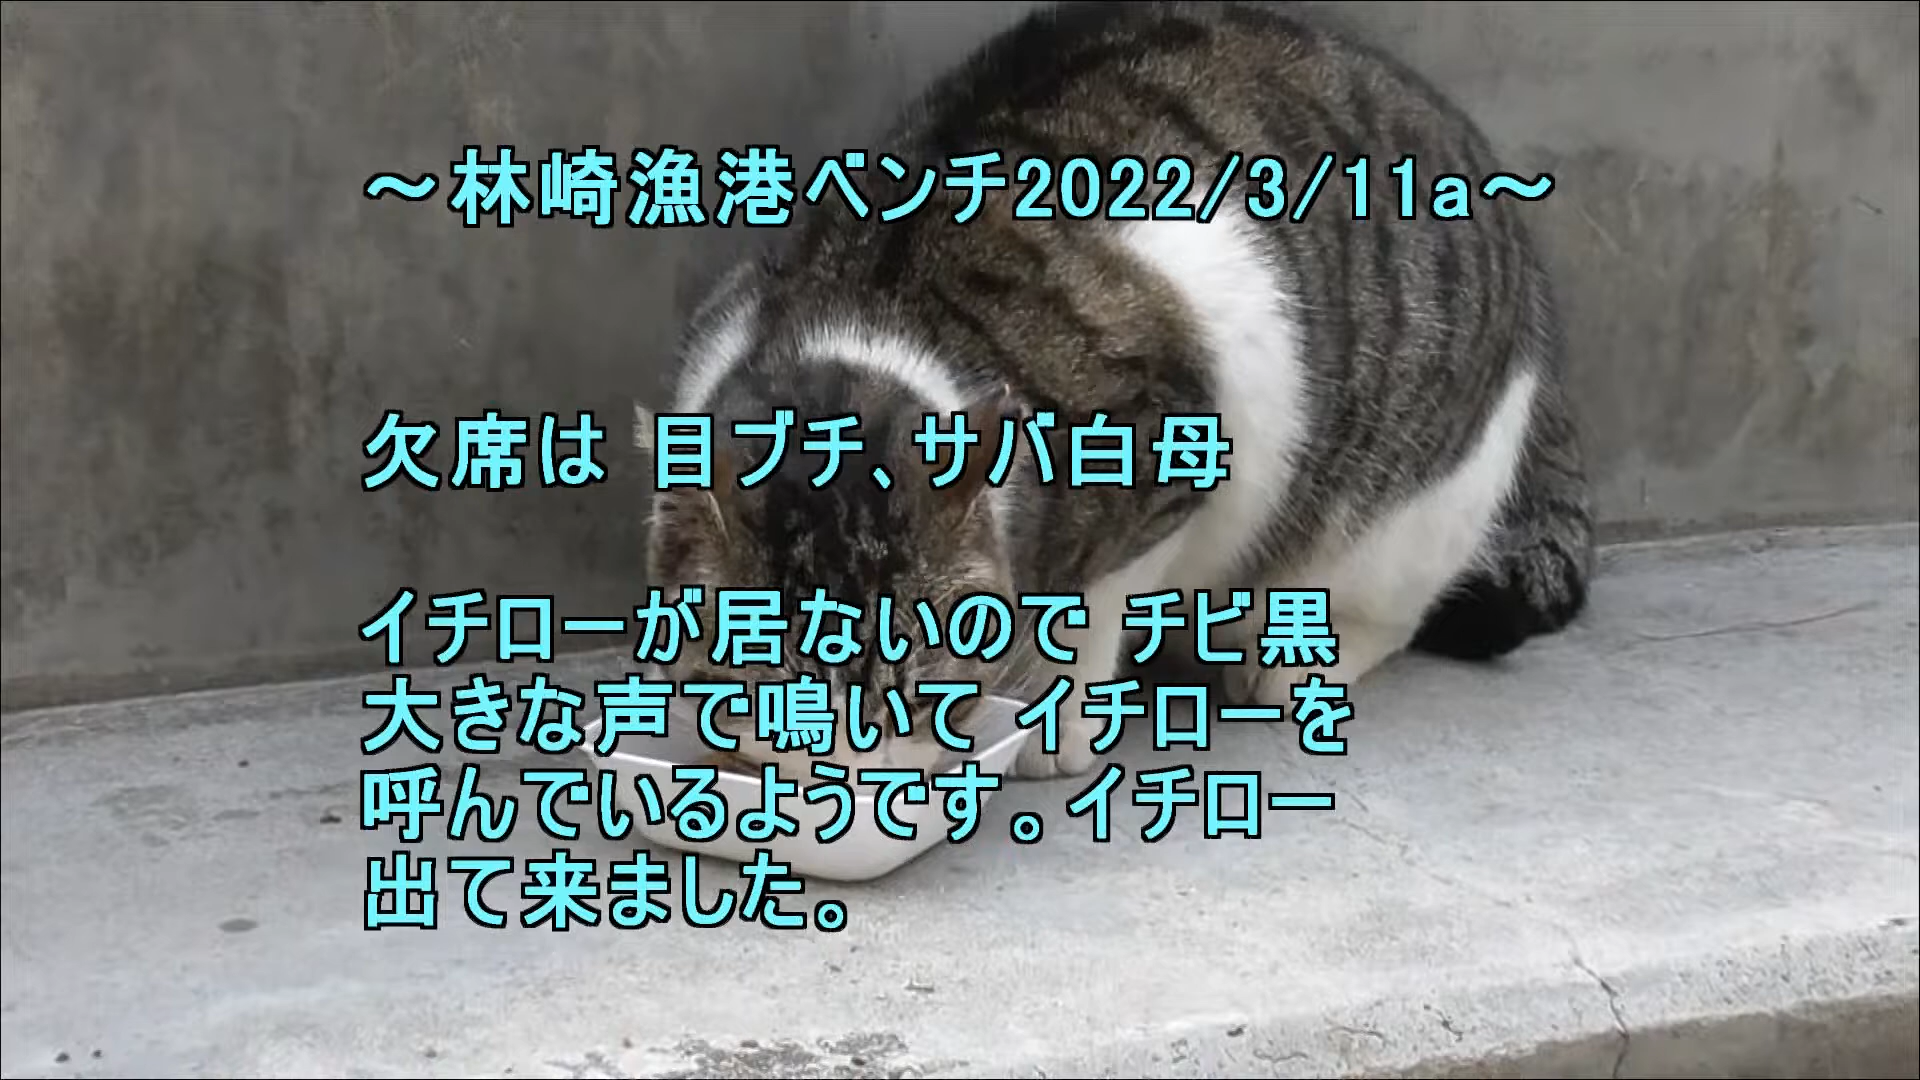 ～林崎漁港ベンチ2022/3/11a～
欠席は 目ブチ､サバ白母
イチローが居ないので チビ黒
大きな声で鳴いて イチローを
呼んでいるようです。イチロー
出て来ました。